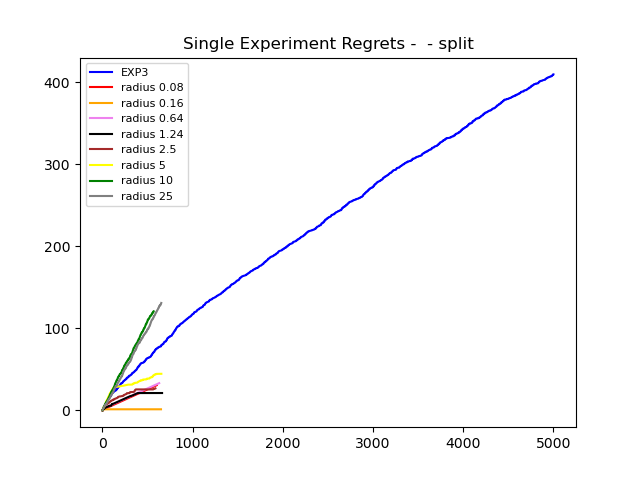 Single Experiment Regrets -  - split
EXP3
radius 0.08
radius 0.16
radius 0.64
radius 1.24
radius 2.5
radius 5
radius 10
radius 25
400
300
200
100
0
0 1000 2000 3000 4000 5000